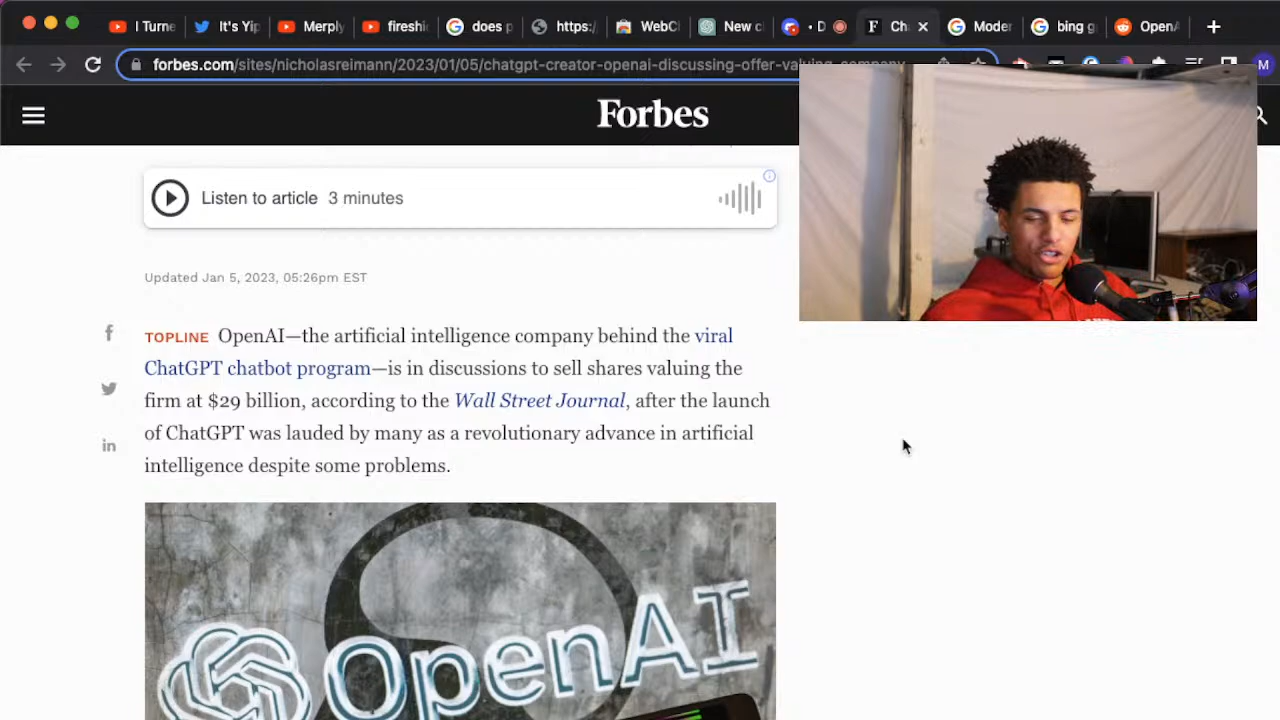 I Turne
It's Yip
Merply
fireshi
does p
https:/
WebC
New c
• D
Ch
Moder
bing g
OpenA
forbes.com/sites/nicholasreimann/2023/01/05/chatgpt-creator-openai-discussing-offer-valuing-company
M
Forbes
Listen to article 3 minutes
Updated Jan 5, 2023, 05:26pm EST
TOPLINE OpenAI—the artificial intelligence company behind the viral
ChatGPT chatbot program—is in discussions to sell shares valuing the
firm at $29 billion, according to the Wall Street Journal, after the launch
of ChatGPT was lauded by many as a revolutionary advance in artificial
intelligence despite some problems.
OpenAI